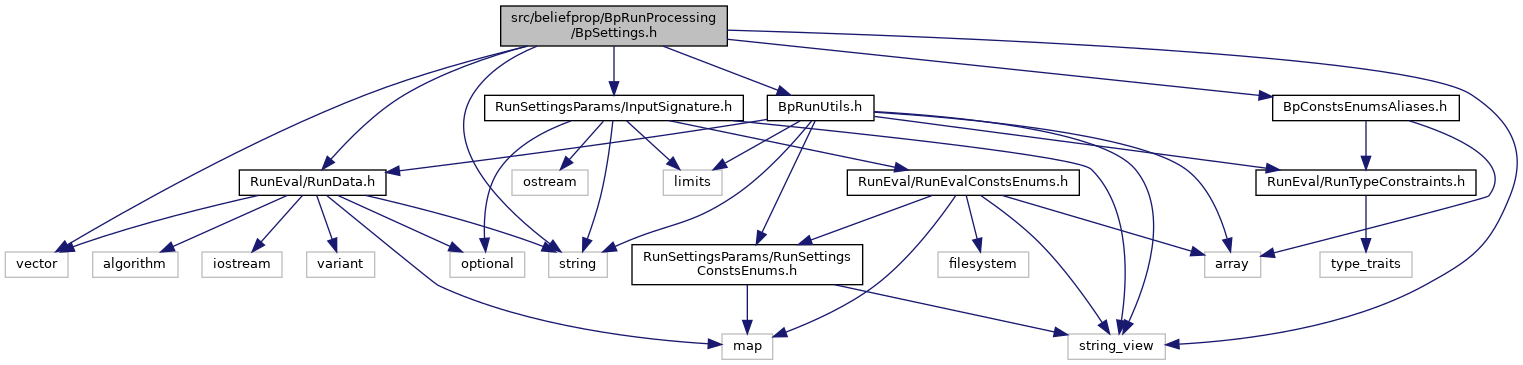 src/beliefprop/BpRunProcessing
/BpSettings.h
RunSettingsParams/InputSignature.h
BpRunUtils.h
BpConstsEnumsAliases.h
RunEval/RunData.h
ostream
limits
RunEval/RunEvalConstsEnums.h
RunEval/RunTypeConstraints.h
vector
algorithm
iostream
variant
optional
string
RunSettingsParams/RunSettings
ConstsEnums.h
filesystem
array
type_traits
map
string_view